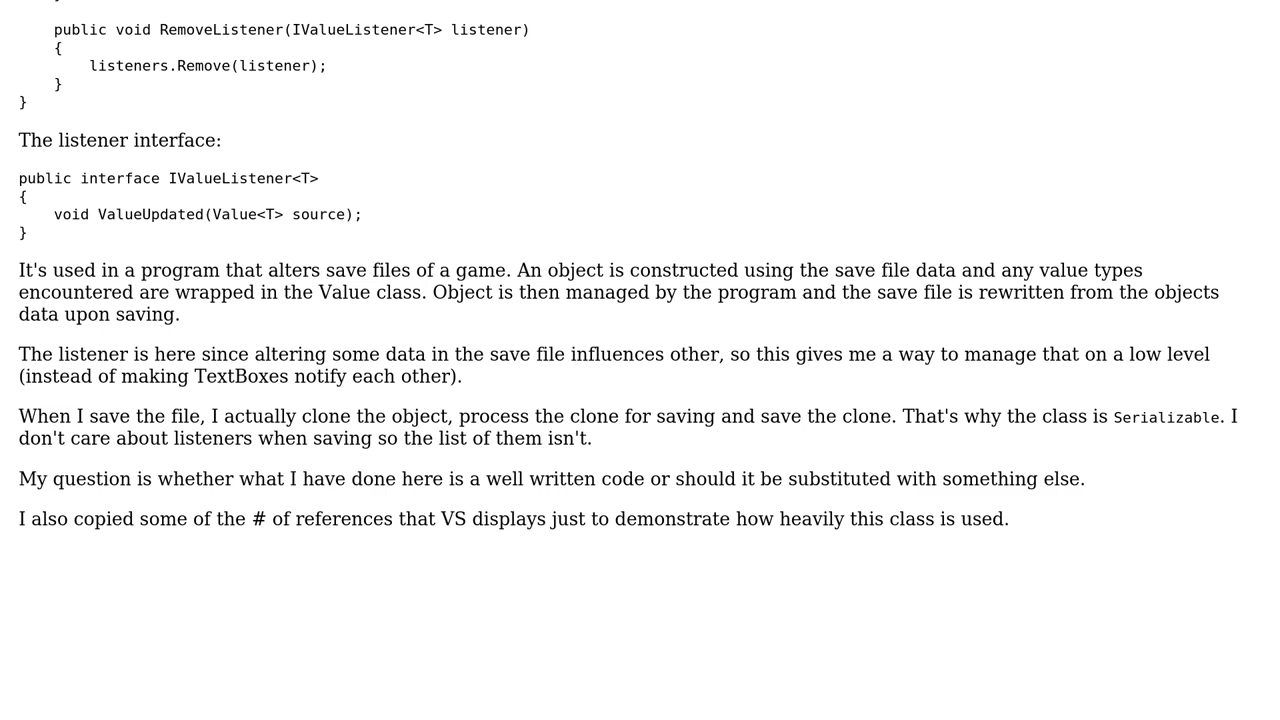 public void RemoveListener(IValueListener<T> listener)
    {
        listeners.Remove(listener);
    }
}
The listener interface:
public interface IValueListener<T>
{
    void ValueUpdated(Value<T> source);
}
It's used in a program that alters save files of a game. An object is constructed using the save file data and any value types
encountered are wrapped in the Value class. Object is then managed by the program and the save file is rewritten from the objects
data upon saving.
The listener is here since altering some data in the save file influences other, so this gives me a way to manage that on a low level
(instead of making TextBoxes notify each other).
When I save the file, I actually clone the object, process the clone for saving and save the clone. That's why the class is Serializable. I
don't care about listeners when saving so the list of them isn't.
My question is whether what I have done here is a well written code or should it be substituted with something else.
I also copied some of the # of references that VS displays just to demonstrate how heavily this class is used.